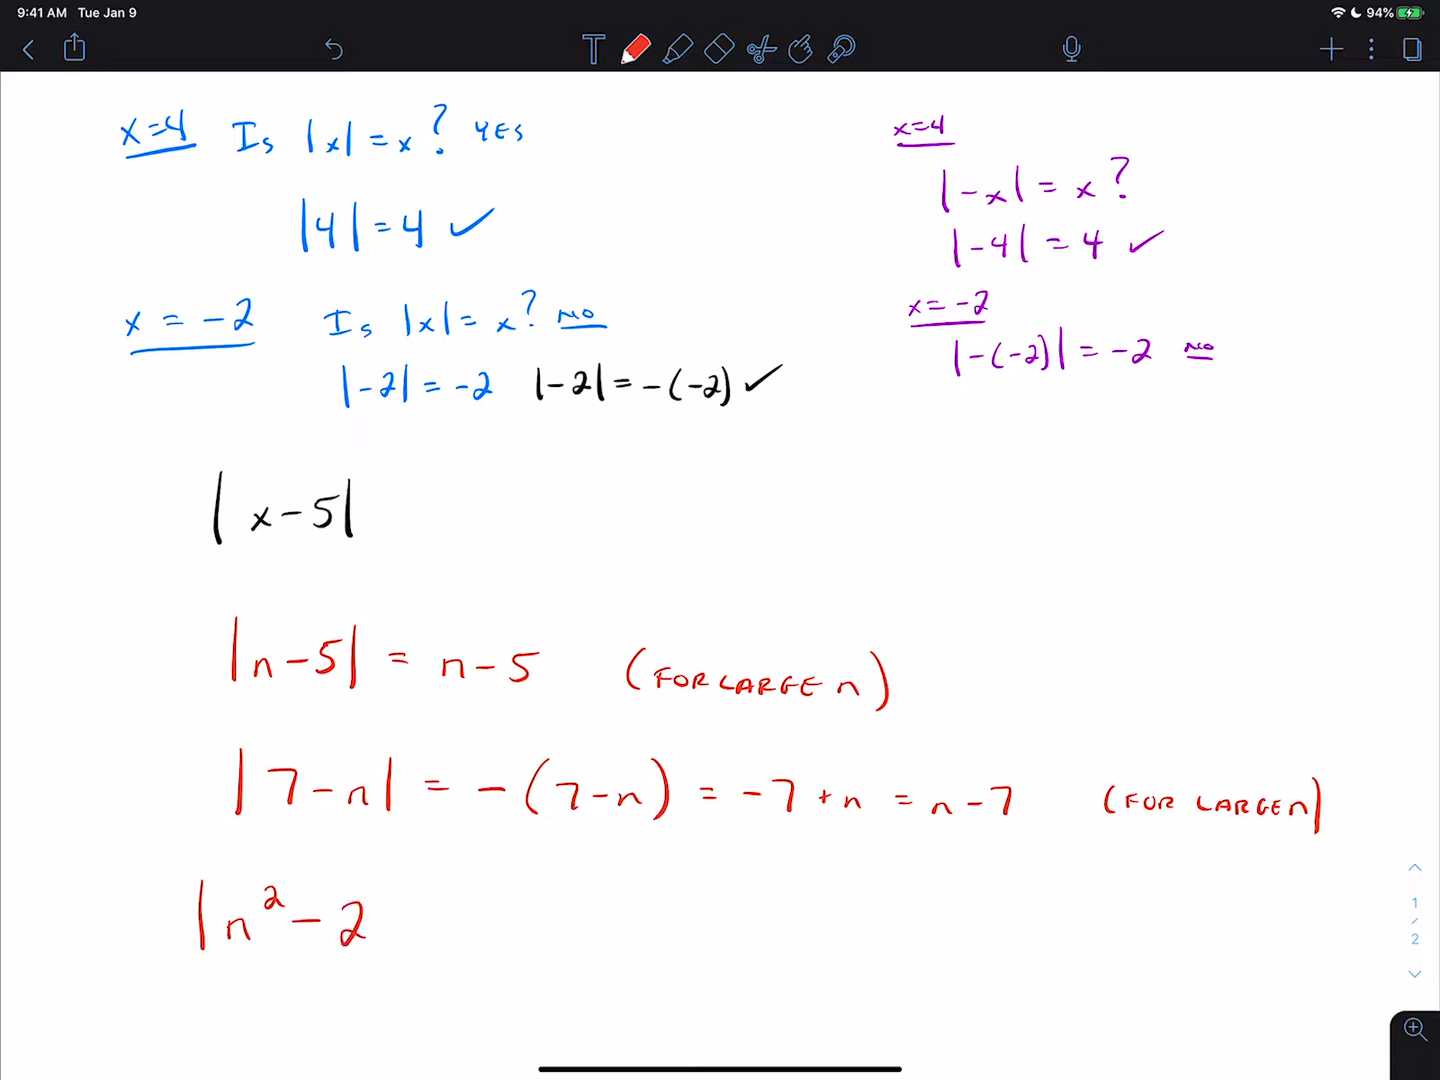 9:41 AM Tue Jan 9 94%
T
x=4 Is |x| = x? YES
|4| = 4 ✓
x = -2 Is |x| = x? NO
|-2| = -2 |-2| = -(-2) ✓
x=4
|-x| = x?
|-4| = 4 ✓
x = -2
|-(-2)| = -2 NO
|x-5|
|n-5| = n-5 (FOR LARGE n)
|7-n| = -(7-n) = -7+n = n-7 (FOR LARGE n)
|n² - 2
1
/
2